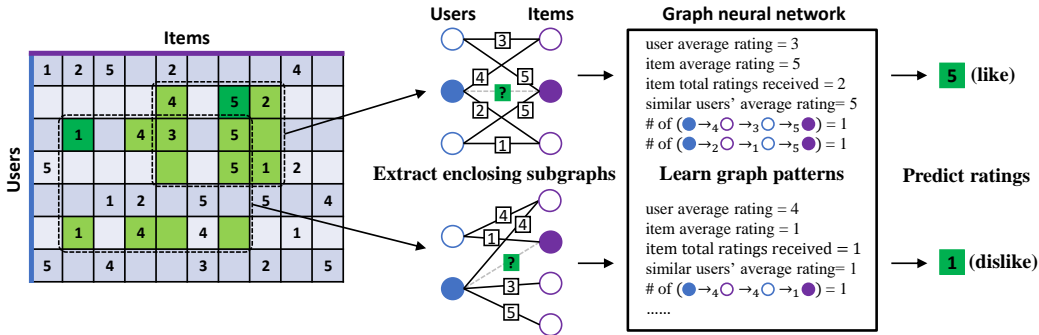 Items
Users
1 2 5 2 4
4 5 2
1 4 3 5
5 5 1 2
1 2 5 5 4
1 4 4 1
5 4 3 2 5
Users Items
3
4 5
?
2 5
1
Extract enclosing subgraphs
4
4
1
?
3
5
Graph neural network
user average rating = 3
item average rating = 5
item total ratings received = 2
similar users’ average rating= 5
# of (→4 →3 →5) = 1
# of (→2 →1 →5) = 1
Learn graph patterns
user average rating = 4
item average rating = 1
item total ratings received = 1
similar users’ average rating= 1
# of (→4 →4 →1) = 1
......
5 (like)
Predict ratings
1 (dislike)